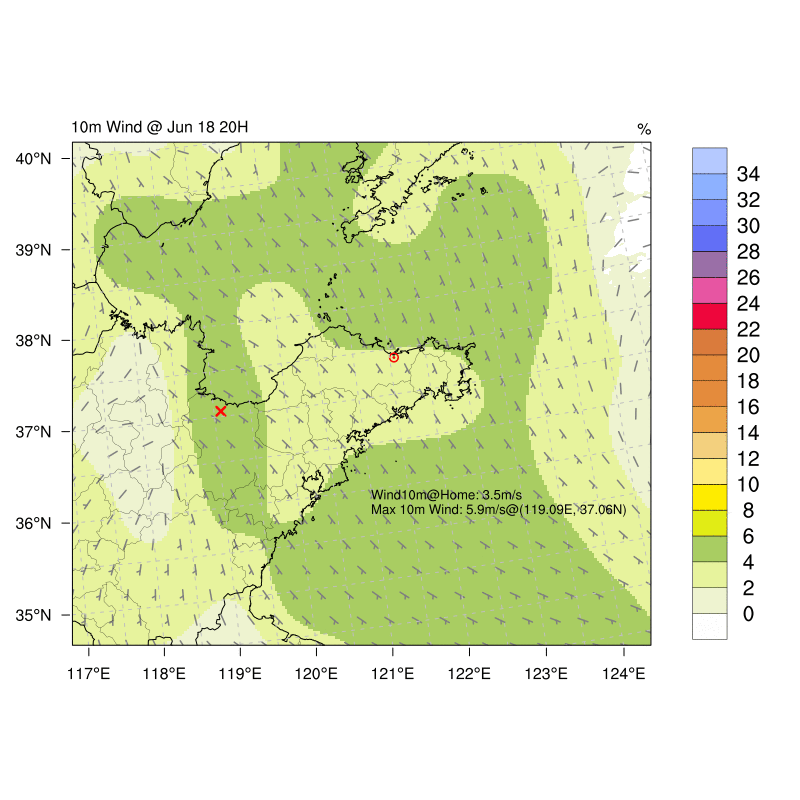 10m Wind @ Jun 18 20H
%
40°N
39°N
38°N
37°N
36°N
35°N
117°E
118°E
119°E
120°E
121°E
122°E
123°E
124°E
Wind10m@Home: 3.5m/s
Max 10m Wind: 5.9m/s@(119.09E, 37.06N)
34
32
30
28
26
24
22
20
18
16
14
12
10
8
6
4
2
0